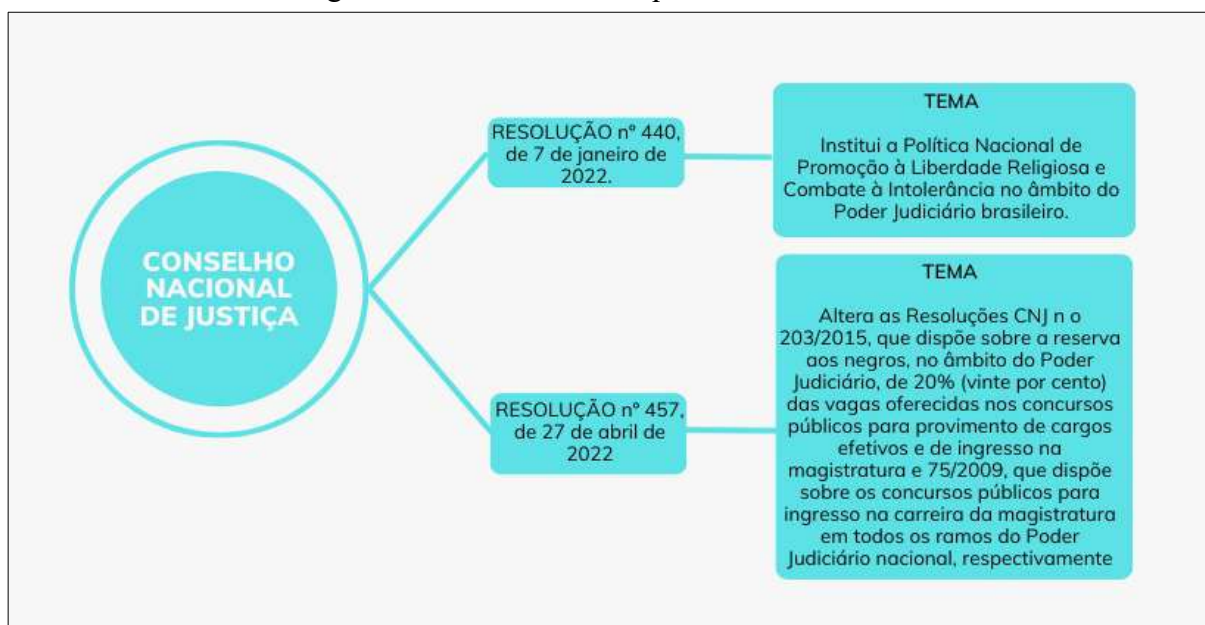 CONSELHO
NACIONAL
DE JUSTIÇA
RESOLUÇÃO nº 440,
de 7 de janeiro de
2022.
TEMA
Institui a Política Nacional de
Promoção à Liberdade Religiosa e
Combate à Intolerância no âmbito do
Poder Judiciário brasileiro.
RESOLUÇÃO nº 457,
de 27 de abril de
2022
TEMA
Altera as Resoluções CNJ n o
203/2015, que dispõe sobre a reserva
aos negros, no âmbito do Poder
Judiciário, de 20% (vinte por cento)
das vagas oferecidas nos concursos
públicos para provimento de cargos
efetivos e de ingresso na
magistratura e 75/2009, que dispõe
sobre os concursos públicos para
ingresso na carreira da magistratura
em todos os ramos do Poder
Judiciário nacional, respectivamente